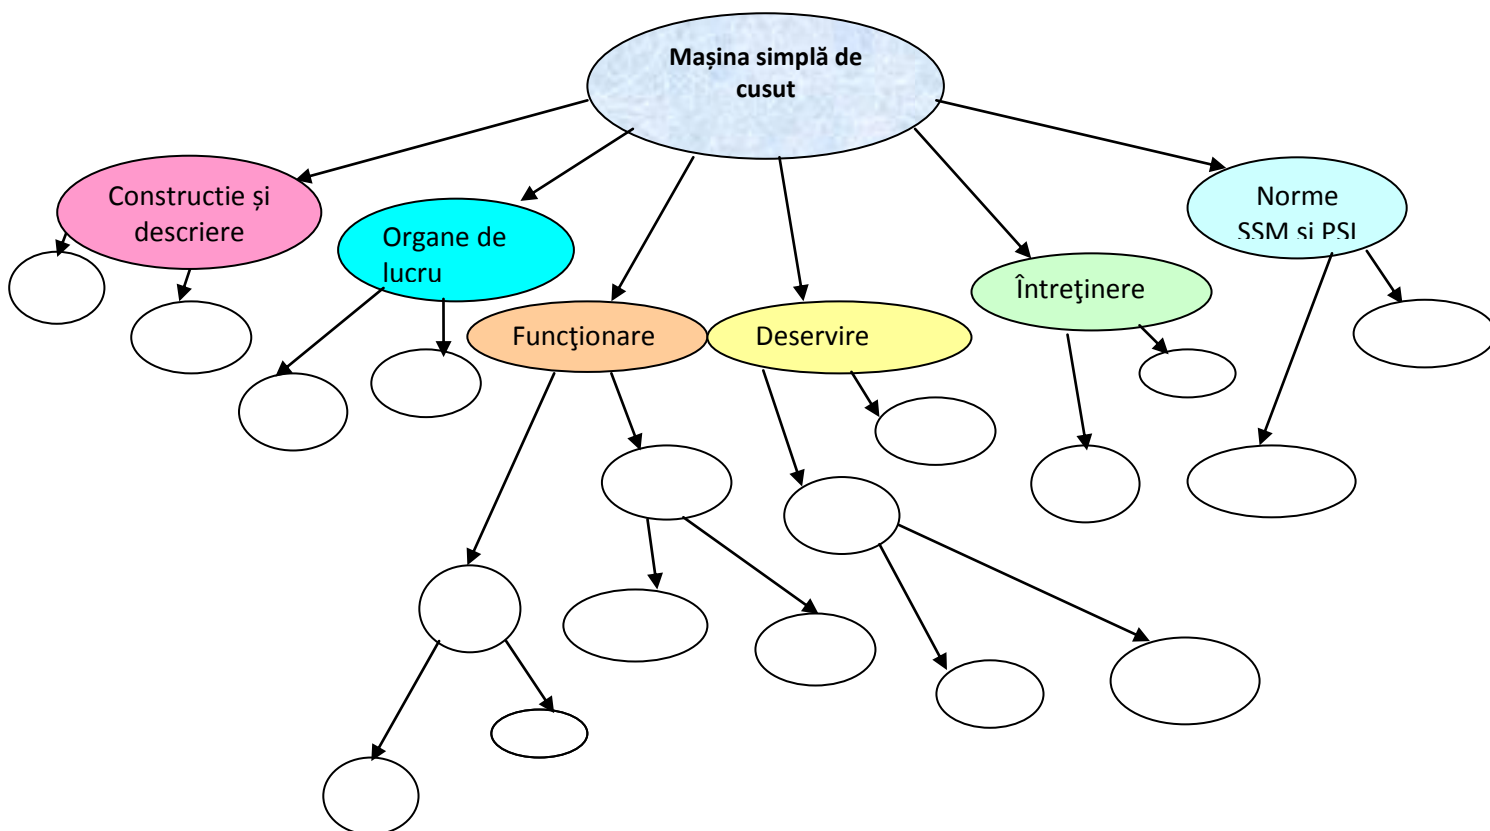 Mașina simplă de
cusut
Constructie și
descriere
Organe de
lucru
Funcţionare
Deservire
Întreţinere
Norme
SSM si PSI